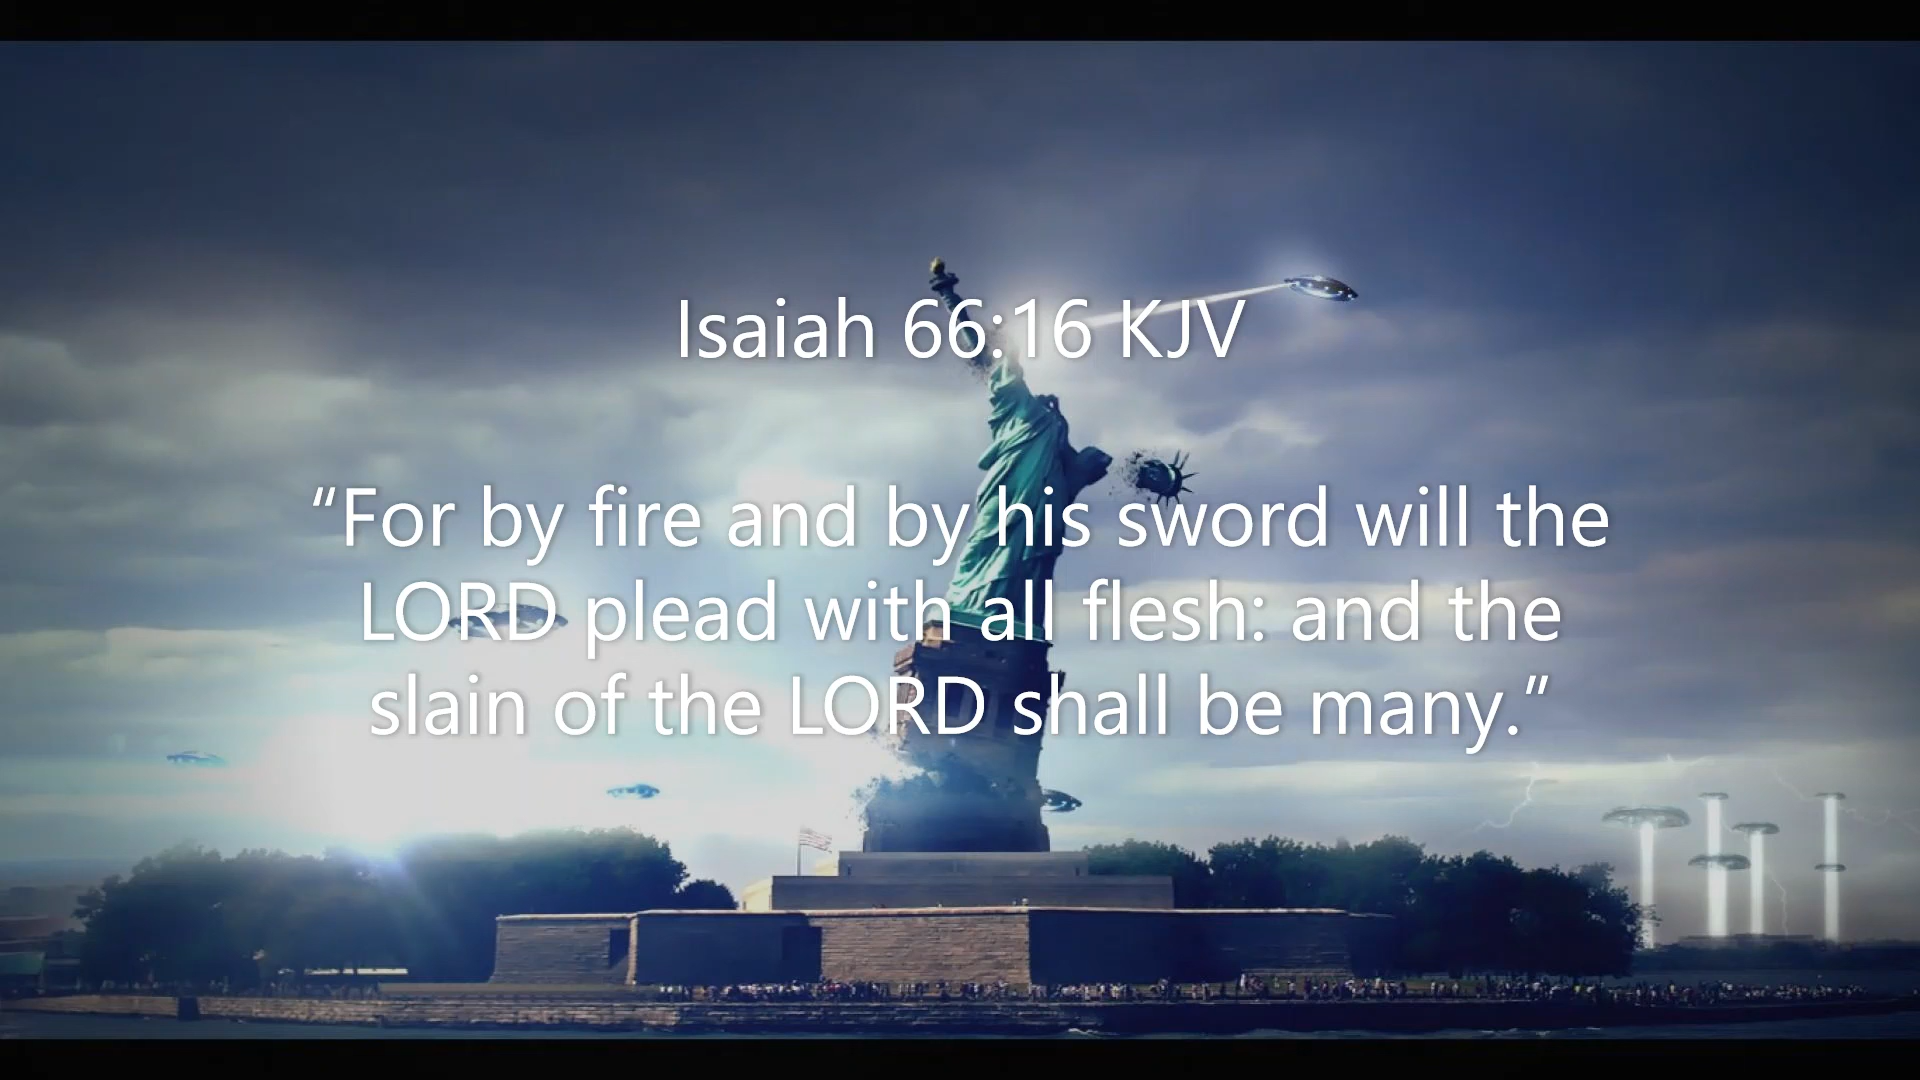 Isaiah 66:16 KJV
“For by fire and by his sword will the
LORD plead with all flesh: and the
slain of the LORD shall be many.”